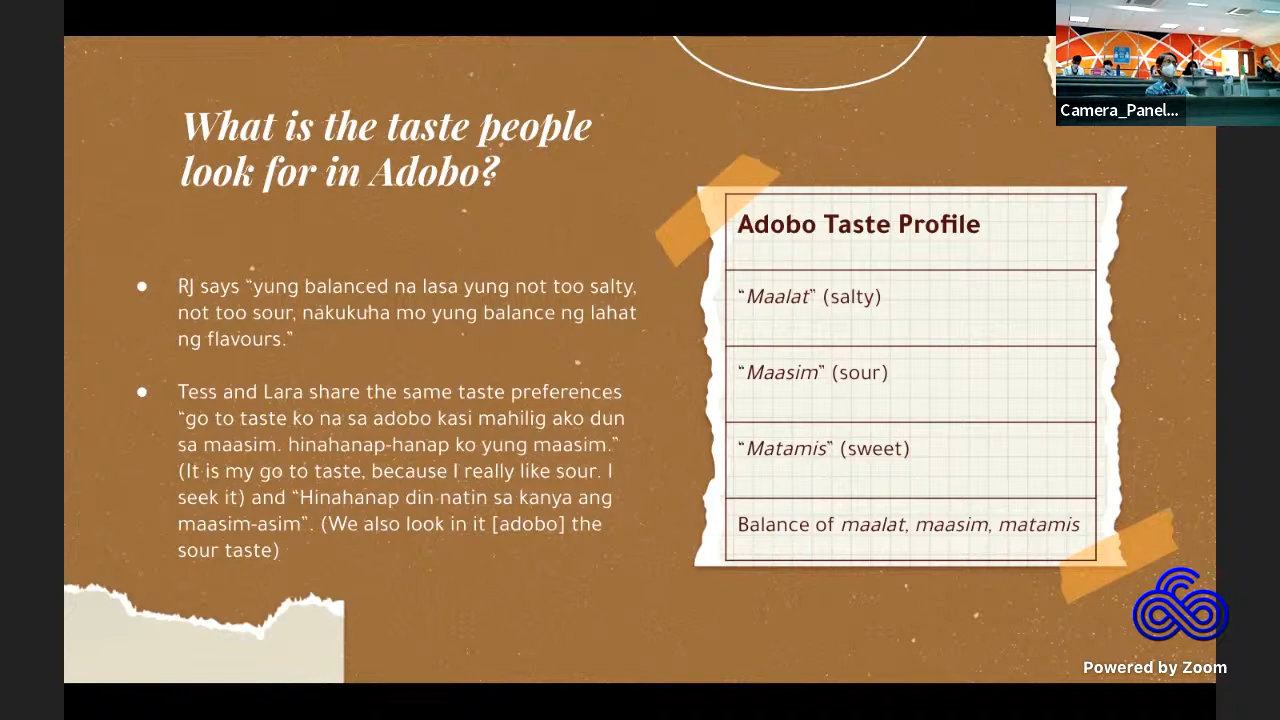 What is the taste people
look for in Adobo?
● RJ says “yung balanced na lasa yung not too salty,
not too sour, nakukuha mo yung balance ng lahat
ng flavours.”
● Tess and Lara share the same taste preferences
“go to taste ko na sa adobo kasi mahilig ako dun
sa maasim. hinahanap-hanap ko yung maasim.”
(It is my go to taste, because I really like sour. I
seek it) and “Hinahanap din natin sa kanya ang
maasim-asim”. (We also look in it [adobo] the
sour taste)
Adobo Taste Profile
“Maalat” (salty)
“Maasim” (sour)
“Matamis” (sweet)
Balance of maalat, maasim, matamis
Camera_Panel...
Powered by Zoom